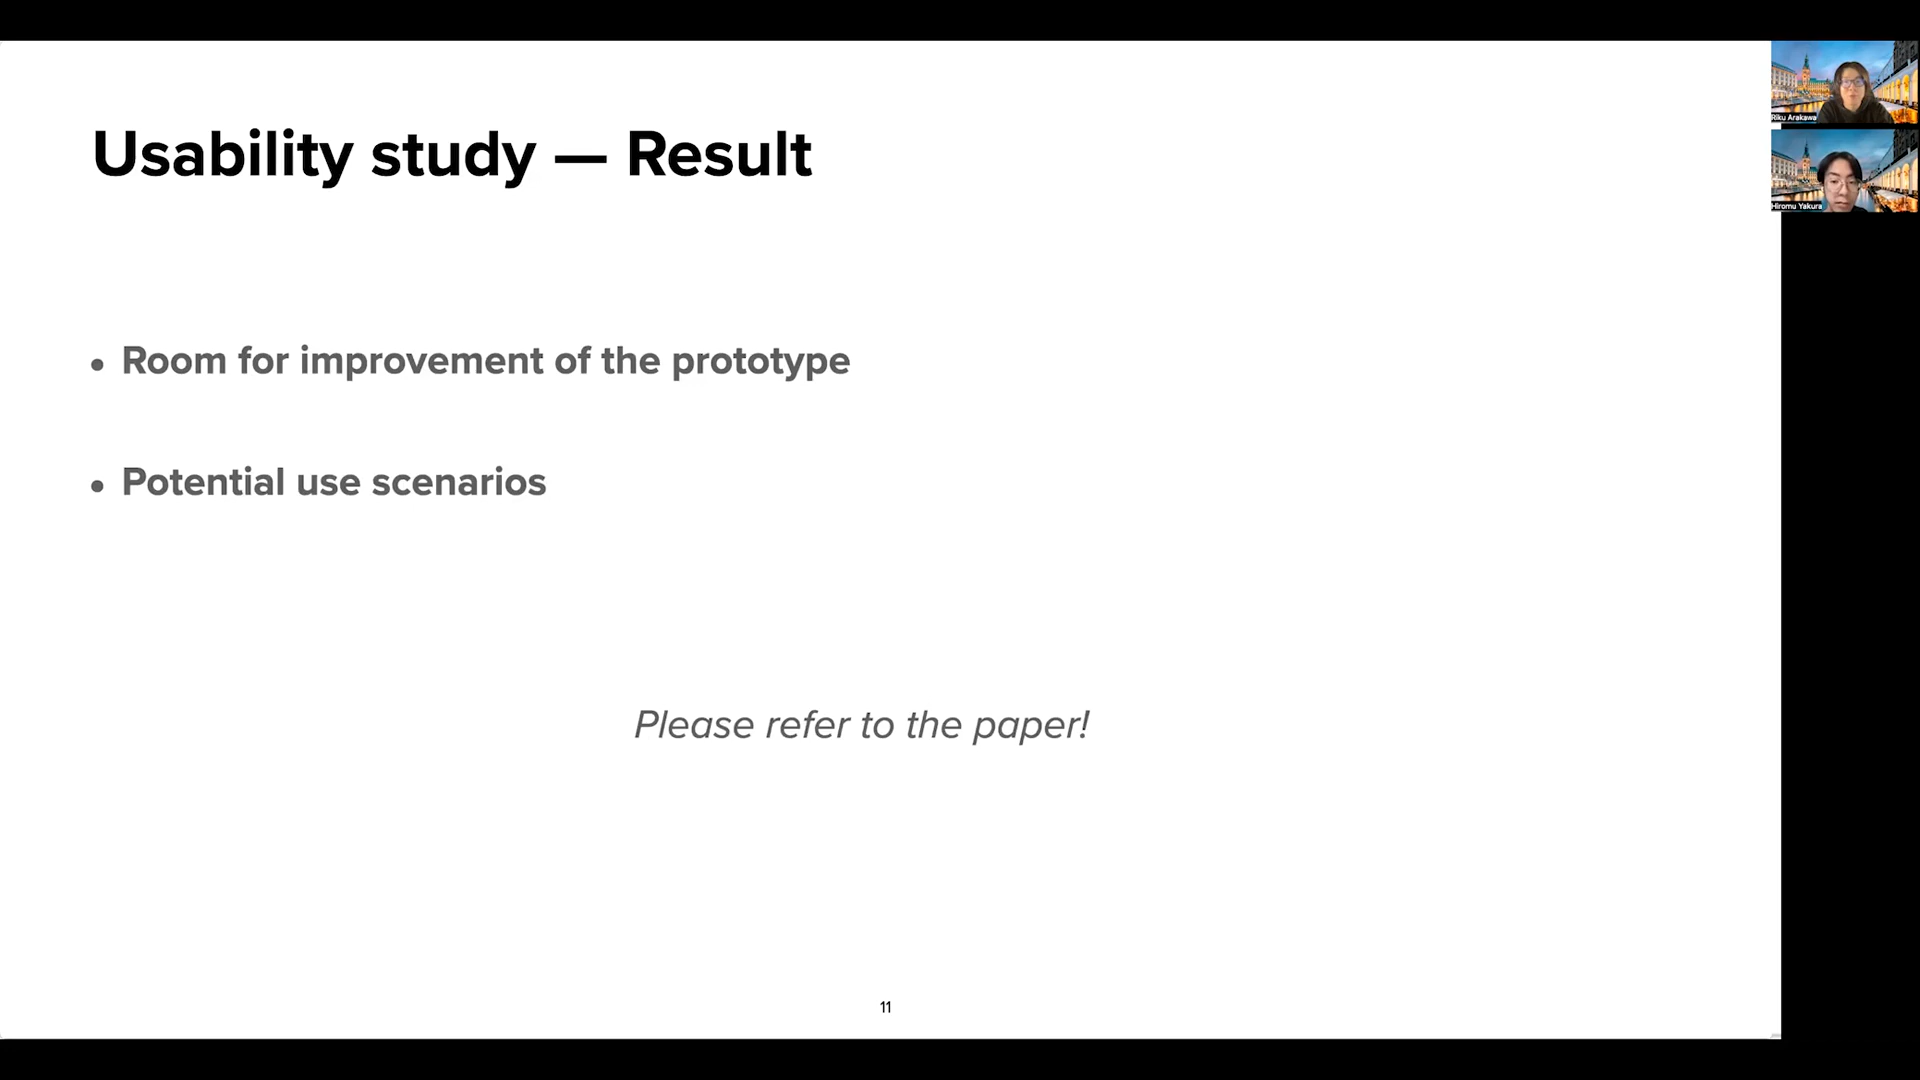 Usability study — Result
• Room for improvement of the prototype
• Potential use scenarios
Please refer to the paper!
11
Riku Arakawa
Hiromu Yakura